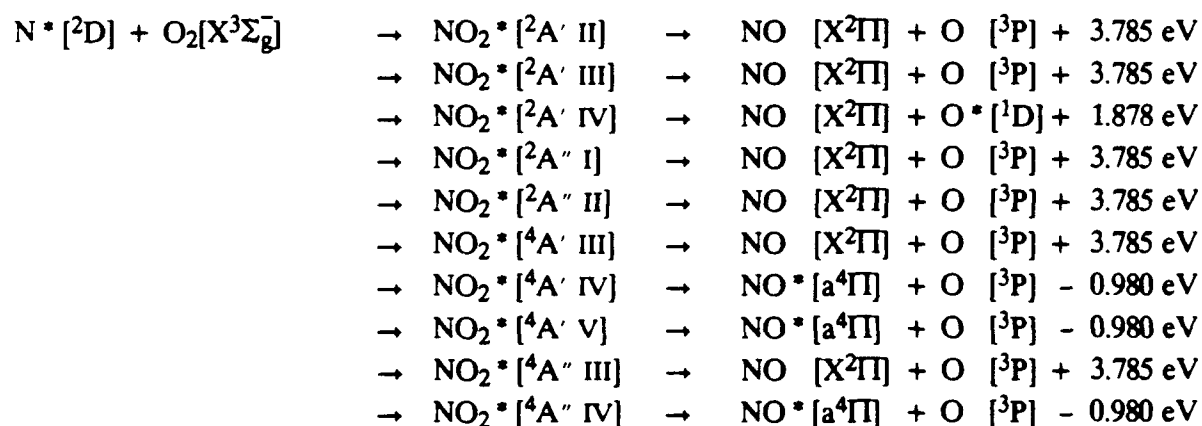 N*[²D] + O₂[X³Σg⁻] → NO₂*[²A′ II] → NO [X²Π] + O [³P] + 3.785 eV
→ NO₂*[²A′ III] → NO [X²Π] + O [³P] + 3.785 eV
→ NO₂*[²A′ IV] → NO [X²Π] + O*[¹D] + 1.878 eV
→ NO₂*[²A″ I] → NO [X²Π] + O [³P] + 3.785 eV
→ NO₂*[²A″ II] → NO [X²Π] + O [³P] + 3.785 eV
→ NO₂*[⁴A′ III] → NO [X²Π] + O [³P] + 3.785 eV
→ NO₂*[⁴A′ IV] → NO*[a⁴Π] + O [³P] - 0.980 eV
→ NO₂*[⁴A′ V] → NO*[a⁴Π] + O [³P] - 0.980 eV
→ NO₂*[⁴A″ III] → NO [X²Π] + O [³P] + 3.785 eV
→ NO₂*[⁴A″ IV] → NO*[a⁴Π] + O [³P] - 0.980 eV